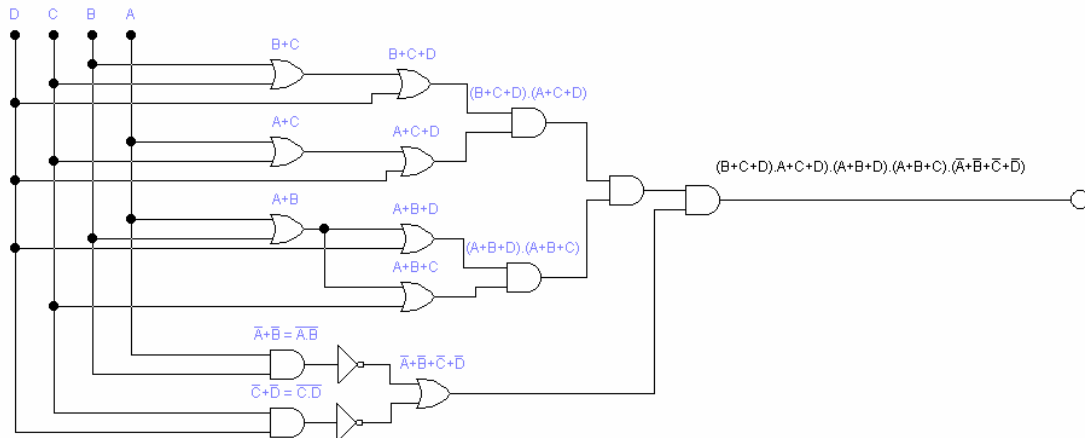 D C B A
B+C
B+C+D
(B+C+D).(A+C+D)
A+C
A+C+D
(B+C+D).A+C+D).(A+B+D).(A+B+C).(A̅+B̅+C̅+D̅)
A+B
A+B+D
(A+B+D).(A+B+C)
A+B+C
A̅+B̅ = A̅.̅B̅
A̅+B̅+C̅+D̅
C̅+D̅ = C̅.̅D̅